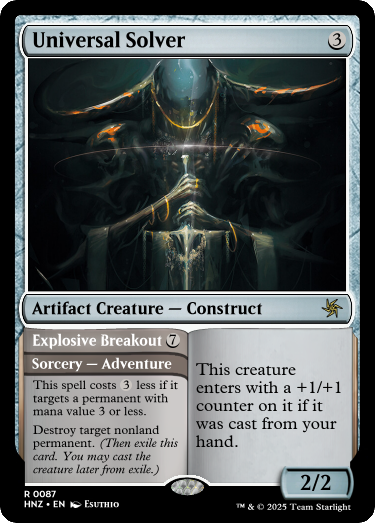 Universal Solver 3
Artifact Creature — Construct
Explosive Breakout 7
Sorcery — Adventure
This spell costs 3 less if it
targets a permanent with
mana value 3 or less.
Destroy target nonland
permanent. (Then exile this
card. You may cast the
creature later from exile.)
This creature
enters with a +1/+1
counter on it if it
was cast from your
hand.
2/2
R 0087
HNZ • EN Esuthio
™ & © 2025 Team Starlight